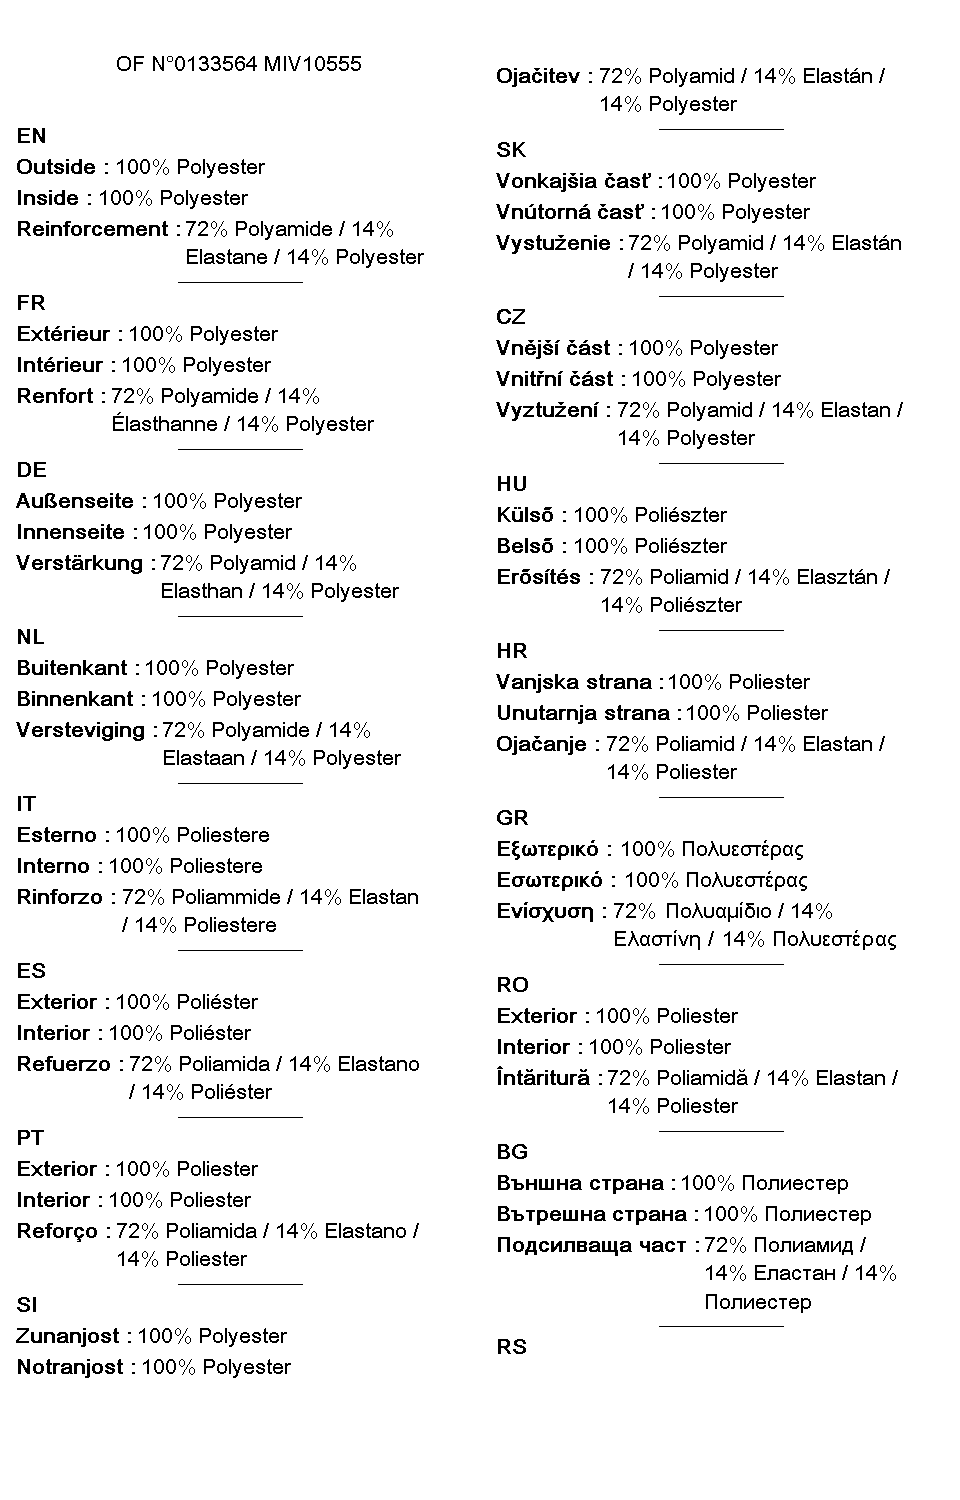 OF N°0133564 MIV10555
EN
Outside : 100% Polyester
Inside : 100% Polyester
Reinforcement : 72% Polyamide / 14%
Elastane / 14% Polyester
FR
Extérieur : 100% Polyester
Intérieur : 100% Polyester
Renfort : 72% Polyamide / 14%
Élasthanne / 14% Polyester
DE
Außenseite : 100% Polyester
Innenseite : 100% Polyester
Verstärkung : 72% Polyamid / 14%
Elasthan / 14% Polyester
NL
Buitenkant : 100% Polyester
Binnenkant : 100% Polyester
Versteviging : 72% Polyamide / 14%
Elastaan / 14% Polyester
IT
Esterno : 100% Poliestere
Interno : 100% Poliestere
Rinforzo : 72% Poliammide / 14% Elastan
/ 14% Poliestere
ES
Exterior : 100% Poliéster
Interior : 100% Poliéster
Refuerzo : 72% Poliamida / 14% Elastano
/ 14% Poliéster
PT
Exterior : 100% Poliester
Interior : 100% Poliester
Reforço : 72% Poliamida / 14% Elastano /
14% Poliester
SI
Zunanjost : 100% Polyester
Notranjost : 100% Polyester
Ojačitev : 72% Polyamid / 14% Elastán /
14% Polyester
SK
Vonkajšia časť : 100% Polyester
Vnútorná časť : 100% Polyester
Vystuženie : 72% Polyamid / 14% Elastán
/ 14% Polyester
CZ
Vnější část : 100% Polyester
Vnitřní část : 100% Polyester
Vyztužení : 72% Polyamid / 14% Elastan /
14% Polyester
HU
Külsõ : 100% Poliészter
Belsõ : 100% Poliészter
Erõsítés : 72% Poliamid / 14% Elasztán /
14% Poliészter
HR
Vanjska strana : 100% Poliester
Unutarnja strana : 100% Poliester
Ojačanje : 72% Poliamid / 14% Elastan /
14% Poliester
GR
Εξωτερικό : 100% Πολυεστέρας
Εσωτερικό : 100% Πολυεστέρας
Ενίσχυση : 72% Πολυαμίδιο / 14%
Ελαστίνη / 14% Πολυεστέρας
RO
Exterior : 100% Poliester
Interior : 100% Poliester
Întăritură : 72% Poliamidă / 14% Elastan /
14% Poliester
BG
Външна страна : 100% Полиестер
Вътрешна страна : 100% Полиестер
Подсилваща част : 72% Полиамид /
14% Еластан / 14%
Полиестер
RS